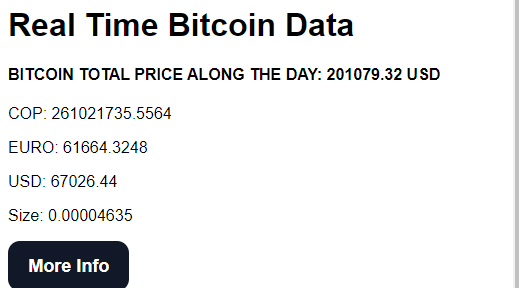 Real Time Bitcoin Data
BITCOIN TOTAL PRICE ALONG THE DAY: 201079.32 USD
COP: 261021735.5564
EURO: 61664.3248
USD: 67026.44
Size: 0.00004635
More Info